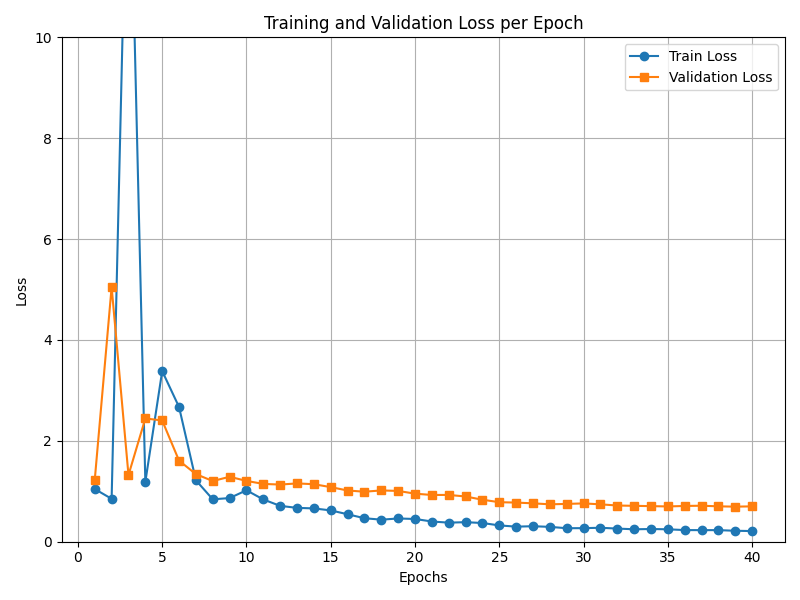 Training and Validation Loss per Epoch
Train Loss
Validation Loss
10
8
6
4
2
0
Loss
0 5 10 15 20 25 30 35 40
Epochs